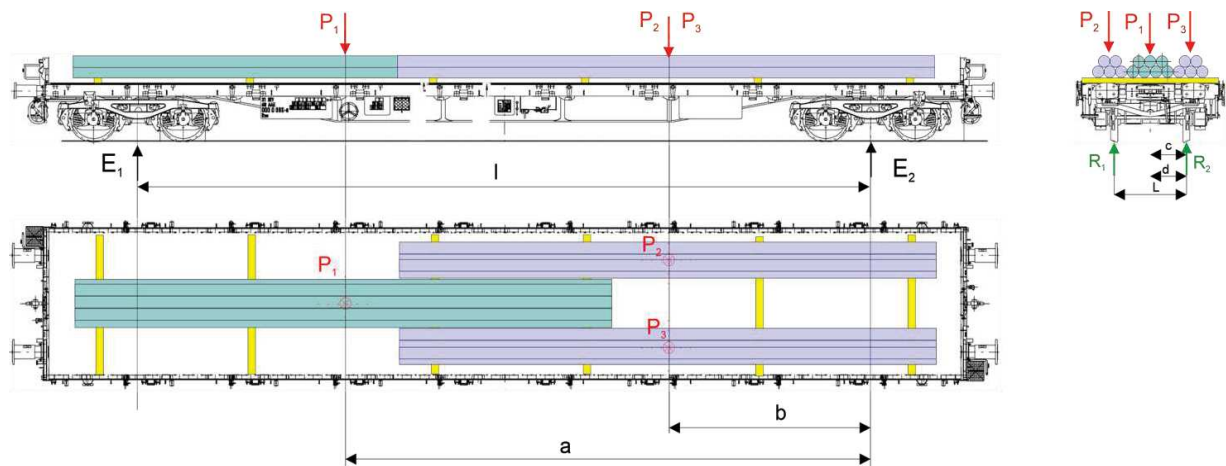 P₁
P₂ P₃
P₂ P₁ P₃
E₁
l
E₂
R₁
c
d
L
R₂
P₁
P₂
P₃
b
a